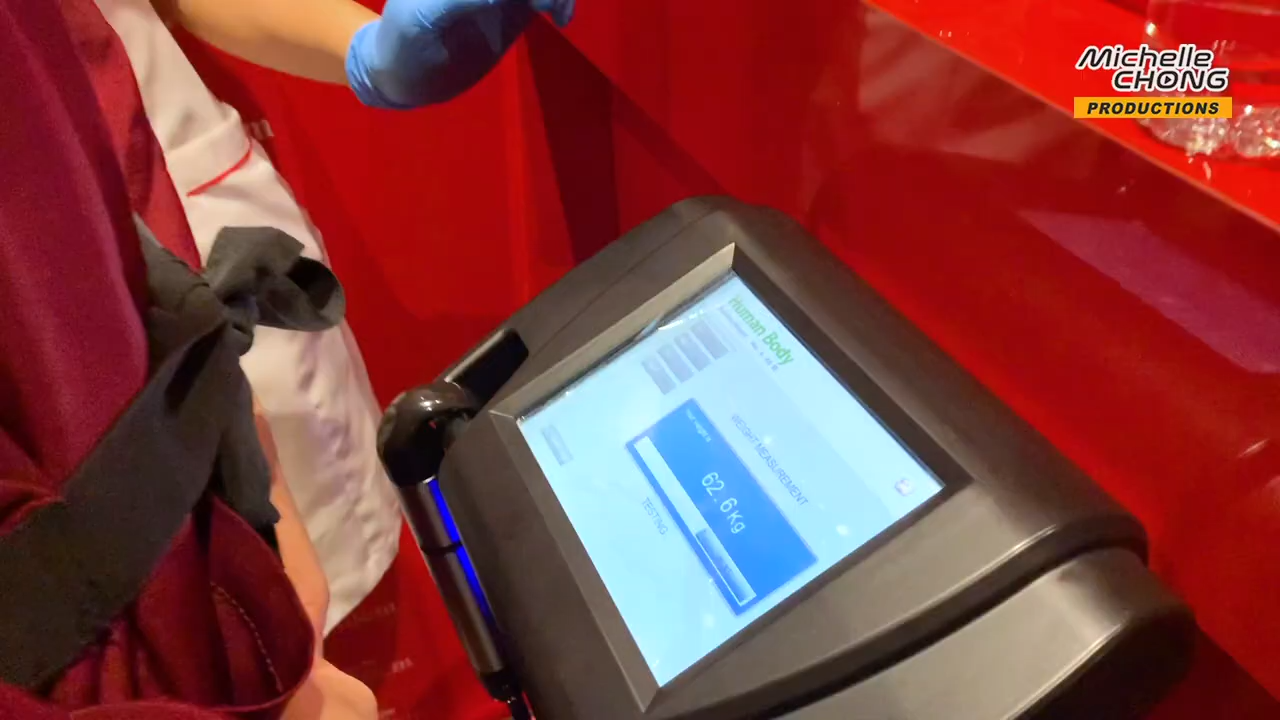 Michelle
CHONG
PRODUCTIONS
Human Body
WEIGHT MEASUREMENT
62.6Kg
TESTING